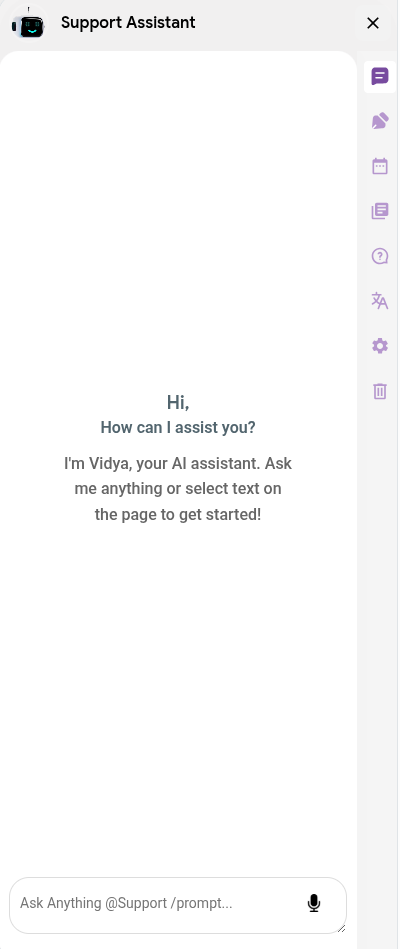 Support Assistant
Hi,
How can I assist you?
I'm Vidya, your AI assistant. Ask
me anything or select text on
the page to get started!
Ask Anything @Support /prompt...